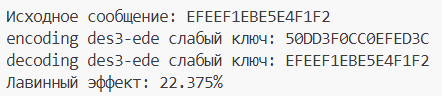 Исходное сообщение: EFEEF1EBE5E4F1F2
encoding des3-ede слабый ключ: 50DD3F0CC0EFED3C
decoding des3-ede слабый ключ: EFEEF1EBE5E4F1F2
Лавинный эффект: 22.375%